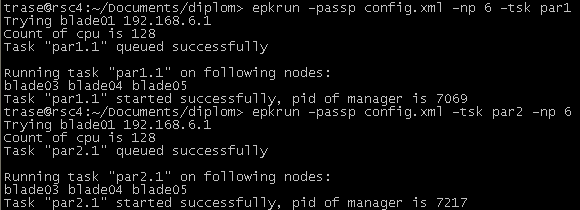 trase@rsc4:~/Documents/diplom> epkrun -passp config.xml -np 6 -tsk par1
Trying blade01 192.168.6.1
Count of cpu is 128
Task "par1.1" queued successfully
Running task "par1.1" on following nodes:
blade03 blade04 blade05
Task "par1.1" started successfully, pid of manager is 7069
trase@rsc4:~/Documents/diplom> epkrun -passp config.xml -tsk par2 -np 6
Trying blade01 192.168.6.1
Count of cpu is 128
Task "par2.1" queued successfully
Running task "par2.1" on following nodes:
blade03 blade04 blade05
Task "par2.1" started successfully, pid of manager is 7217